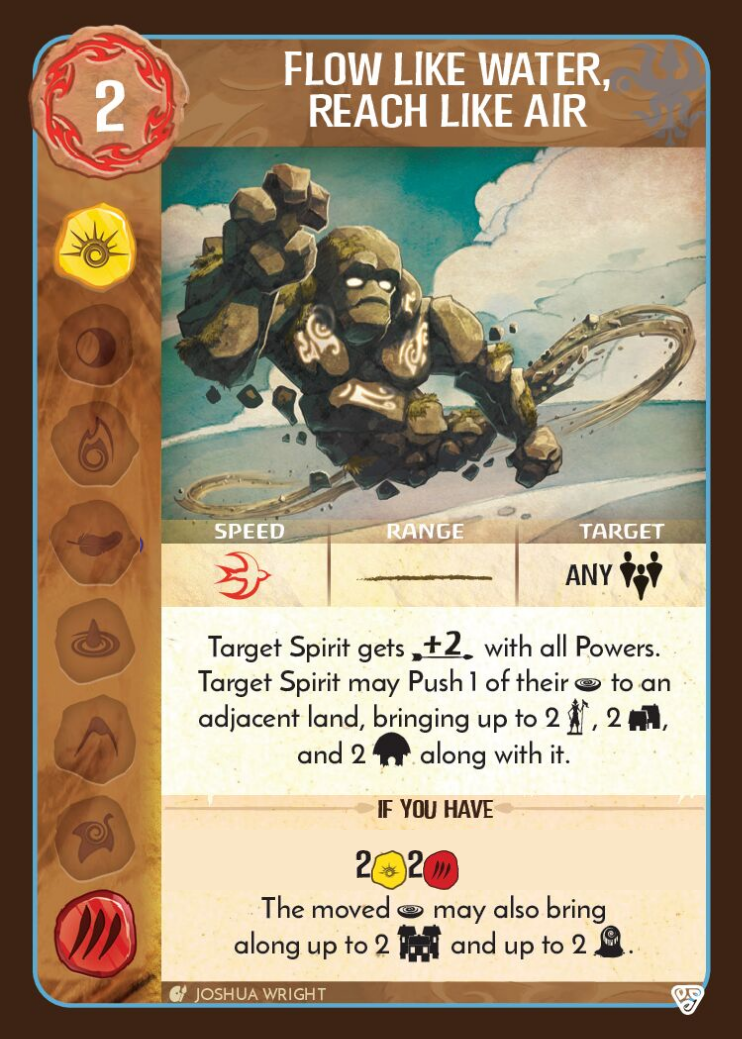 2
FLOW LIKE WATER,
REACH LIKE AIR
SPEED RANGE TARGET
ANY
Target Spirit gets +2 with all Powers.
Target Spirit may Push 1 of their to an
adjacent land, bringing up to 2 , 2 ,
and 2 along with it.
IF YOU HAVE
2 2
The moved may also bring
along up to 2 and up to 2 .
JOSHUA WRIGHT